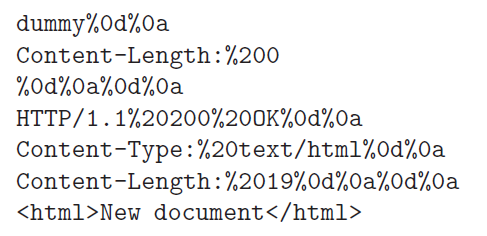 dummy%0d%0a
Content-Length:%200
%0d%0a%0d%0a
HTTP/1.1%20200%20OK%0d%0a
Content-Type:%20text/html%0d%0a
Content-Length:%2019%0d%0a%0d%0a
<html>New document</html>